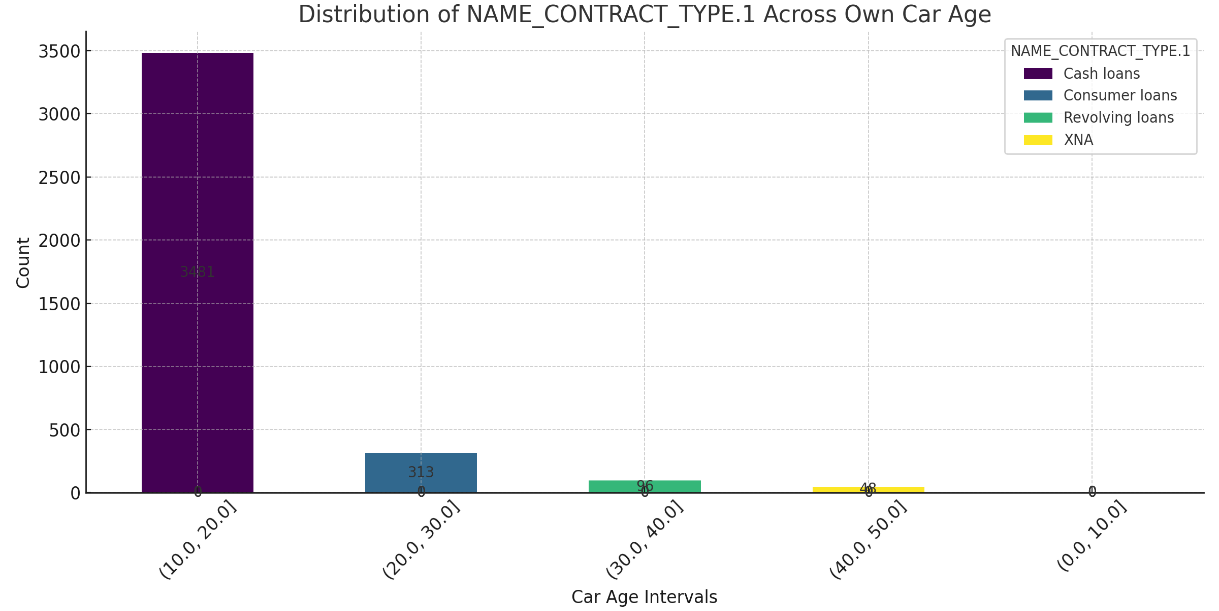 Distribution of NAME_CONTRACT_TYPE.1 Across Own Car Age
NAME_CONTRACT_TYPE.1
Cash loans
Consumer loans
Revolving loans
XNA
Count
3500
3000
2500
2000
1500
1000
500
0
3481
313
96
48
0
0
0
0
0
(10.0, 20.0]
(20.0, 30.0]
(30.0, 40.0]
(40.0, 50.0]
(0.0, 10.0]
Car Age Intervals